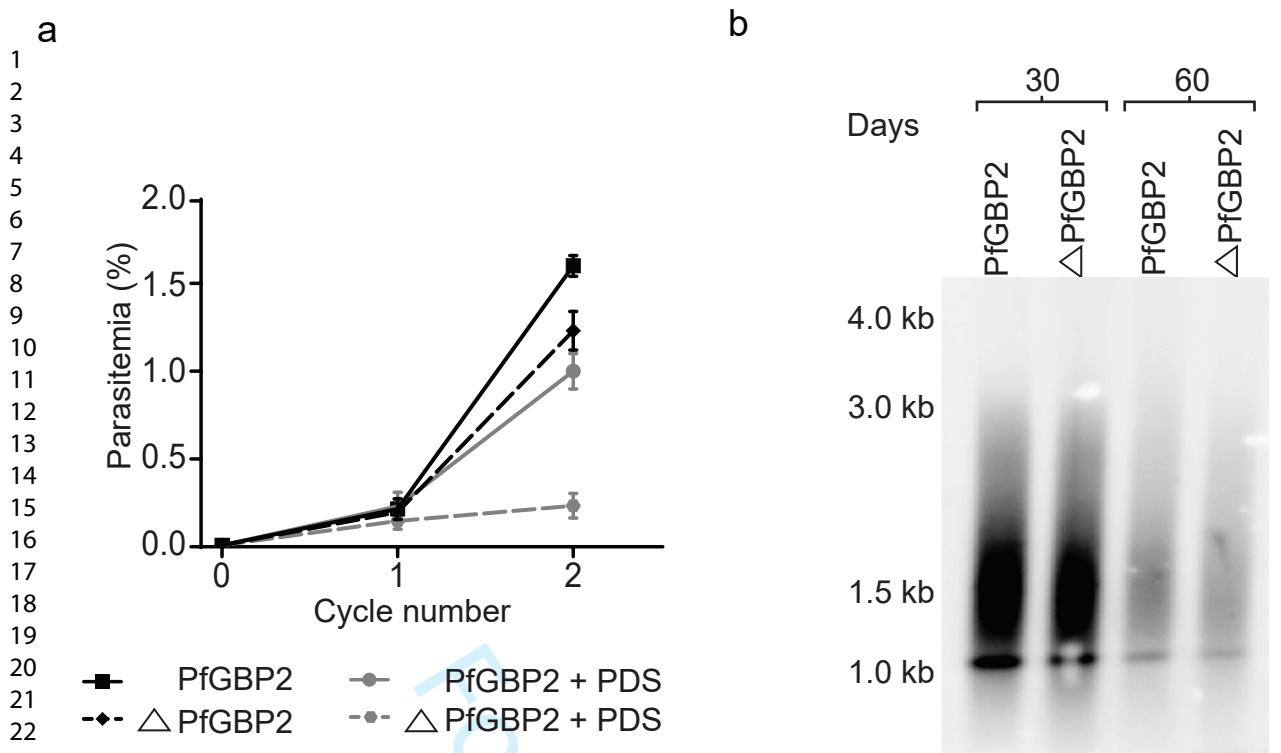 a
b
1
2
3
4
5
6
7
8
9
10
11
12
13
14
15
16
17
18
19
20
21
22
2.0
1.5
1.0
0.5
0.0
Parasitemia (%)
0 1 2
Cycle number
PfGBP2
PfGBP2 + PDS
△ PfGBP2
△ PfGBP2 + PDS
30 60
Days
PfGBP2
△PfGBP2
PfGBP2
△PfGBP2
4.0 kb
3.0 kb
1.5 kb
1.0 kb